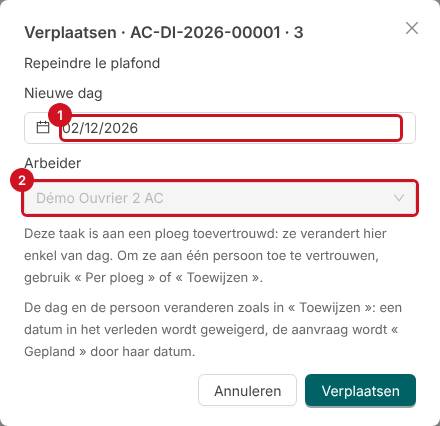 Verplaatsen · AC-DI-2026-00001 · 3
Repeindre le plafond
Nieuwe dag
1
02/12/2026
Arbeider
2
Démo Ouvrier 2 AC
Deze taak is aan een ploeg toevertrouwd: ze verandert hier
enkel van dag. Om ze aan één persoon toe te vertrouwen,
gebruik « Per ploeg » of « Toewijzen ».
De dag en de persoon veranderen zoals in « Toewijzen »: een
datum in het verleden wordt geweigerd, de aanvraag wordt «
Gepland » door haar datum.
Annuleren
Verplaatsen